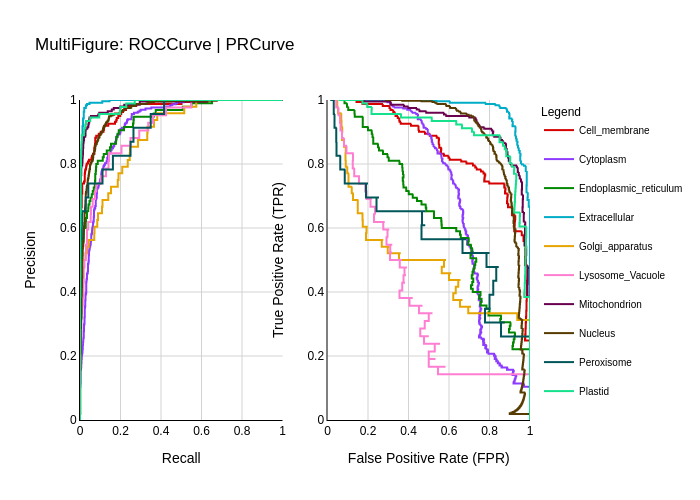 MultiFigure: ROCCurve | PRCurve
Precision
1
0.8
0.6
0.4
0.2
0
0 0.2 0.4 0.6 0.8 1
Recall
True Positive Rate (TPR)
1
0.8
0.6
0.4
0.2
0
0 0.2 0.4 0.6 0.8 1
False Positive Rate (FPR)
Legend
Cell_membrane
Cytoplasm
Endoplasmic_reticulum
Extracellular
Golgi_apparatus
Lysosome_Vacuole
Mitochondrion
Nucleus
Peroxisome
Plastid